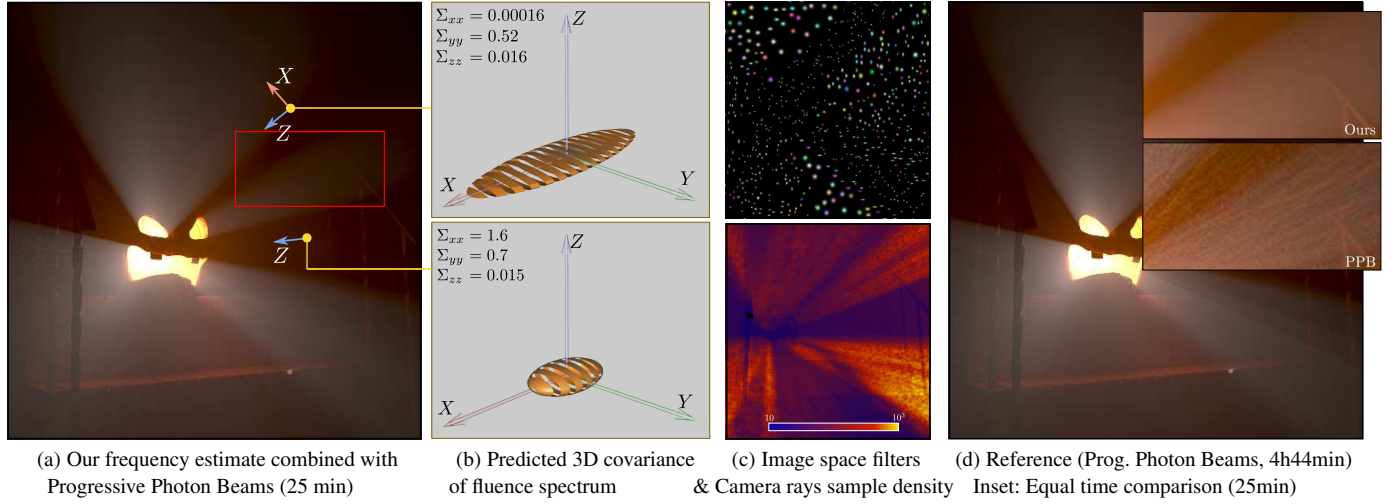 X
Z
Z
Σxx = 0.00016
Σyy = 0.52
Σzz = 0.016
Z
X
Y
Σxx = 1.6
Σyy = 0.7
Σzz = 0.015
Z
X
Y
10
10³
Ours
PPB
(a) Our frequency estimate combined with
Progressive Photon Beams (25 min)
(b) Predicted 3D covariance
of fluence spectrum
(c) Image space filters
& Camera rays sample density
(d) Reference (Prog. Photon Beams, 4h44min)
Inset: Equal time comparison (25min)